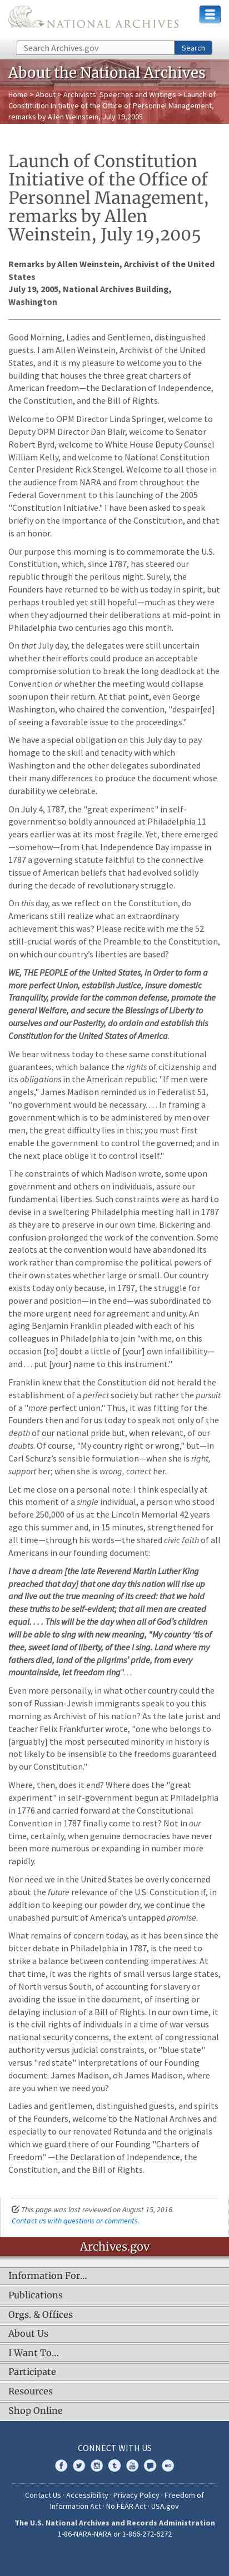 NATIONAL ARCHIVES
Search Archives.gov
Search
About the National Archives
Home > About > Archivists' Speeches and Writings > Launch of
Constitution Initiative of the Office of Personnel Management,
remarks by Allen Weinstein, July 19,2005
Launch of Constitution
Initiative of the Office of
Personnel Management,
remarks by Allen
Weinstein, July 19,2005
Remarks by Allen Weinstein, Archivist of the United
States
July 19, 2005, National Archives Building,
Washington
Good Morning, Ladies and Gentlemen, distinguished
guests. I am Allen Weinstein, Archivist of the United
States, and it is my pleasure to welcome you to the
building that houses the three great charters of
American freedom—the Declaration of Independence,
the Constitution, and the Bill of Rights.
Welcome to OPM Director Linda Springer, welcome to
Deputy OPM Director Dan Blair, welcome to Senator
Robert Byrd, welcome to White House Deputy Counsel
William Kelly, and welcome to National Constitution
Center President Rick Stengel. Welcome to all those in
the audience from NARA and from throughout the
Federal Government to this launching of the 2005
"Constitution Initiative." I have been asked to speak
briefly on the importance of the Constitution, and that
is an honor.
Our purpose this morning is to commemorate the U.S.
Constitution, which, since 1787, has steered our
republic through the perilous night. Surely, the
Founders have returned to be with us today in spirit, but
perhaps troubled yet still hopeful—much as they were
when they adjourned their deliberations at mid-point in
Philadelphia two centuries ago this month.
On that July day, the delegates were still uncertain
whether their efforts could produce an acceptable
compromise solution to break the long deadlock at the
Convention or whether the meeting would collapse
soon upon their return. At that point, even George
Washington, who chaired the convention, "despair[ed]
of seeing a favorable issue to the proceedings."
We have a special obligation on this July day to pay
homage to the skill and tenacity with which
Washington and the other delegates subordinated
their many differences to produce the document whose
durability we celebrate.
On July 4, 1787, the "great experiment" in self-
government so boldly announced at Philadelphia 11
years earlier was at its most fragile. Yet, there emerged
—somehow—from that Independence Day impasse in
1787 a governing statute faithful to the cohesive
sinews of American beliefs that had evolved solidly
during the decade of revolutionary struggle.
On this day, as we reflect on the Constitution, do
Americans still realize what an extraordinary
achievement this was? Please recite with me the 52
still-crucial words of the Preamble to the Constitution,
on which our country's liberties are based?
WE, THE PEOPLE of the United States, in Order to form a
more perfect Union, establish Justice, insure domestic
Tranquility, provide for the common defense, promote the
general Welfare, and secure the Blessings of Liberty to
ourselves and our Posterity, do ordain and establish this
Constitution for the United States of America.
We bear witness today to these same constitutional
guarantees, which balance the rights of citizens and
its obligations in the American republic: "If men were
angels," James Madison reminded us in Federalist 51,
"no government would be necessary. . . . In framing a
government which is to be administered by men over
men, the great difficulty lies in this; you must first
enable the government to control the governed; and in
the next place oblige it to control itself."
The constraints of which Madison wrote, some upon
government and others on individuals, assure our
fundamental liberties. Such constraints were as hard to
devise in a sweltering Philadelphia meeting hall in 1787
as they are to preserve in our own time. Bickering and
confusion prolonged the work of the convention. Some
zealots at the convention would have abandoned its
work rather than compromise the political powers of
their own states whether large or small. Our country
exists today only because, in 1787, the struggle for
power and position—in the end—was subordinated to
the more urgent need for agreement and unity. An
aging Benjamin Franklin pleaded with each of his
colleagues in Philadelphia to join "with me, on this
occasion [to] doubt a little of [your] own infallibility—
and . . . put [your] name to this instrument."
Franklin knew that the Constitution did not herald the
establishment of a perfect society but rather the pursuit
of a "more perfect union." Thus, it was fitting for the
Founders then and for us today to speak not only of the
depth of our national pride but, when relevant, of our
doubts. Of course, "My country right or wrong," but—in
Carl Schurz's sensible formulation—when she is right,
support her; when she is wrong, correct her.
Let me close on a personal note. I think especially at
this moment of a single individual, a person who stood
before 250,000 of us at the Lincoln Memorial 42 years
ago this summer and, in 15 minutes, strengthened for
all time—through his words—the shared civic faith of all
Americans in our founding document:
I have a dream [the late Reverend Martin Luther King
preached that day] that one day this nation will rise up
and live out the true meaning of its creed: that we hold
these truths to be self-evident; that all men are created
equal. . . . This will be the day when all of God's children
will be able to sing with new meaning, "My country 'tis of
thee, sweet land of liberty, of thee I sing. Land where my
fathers died, land of the pilgrims' pride, from every
mountainside, let freedom ring". . .
Even more personally, in what other country could the
son of Russian-Jewish immigrants speak to you this
morning as Archivist of his nation? As the late jurist and
teacher Felix Frankfurter wrote, "one who belongs to
[arguably] the most persecuted minority in history is
not likely to be insensible to the freedoms guaranteed
by our Constitution."
Where, then, does it end? Where does the "great
experiment" in self-government begun at Philadelphia
in 1776 and carried forward at the Constitutional
Convention in 1787 finally come to rest? Not in our
time, certainly, when genuine democracies have never
been more numerous or expanding in number more
rapidly.
Nor need we in the United States be overly concerned
about the future relevance of the U.S. Constitution if, in
addition to keeping our powder dry, we continue the
unabashed pursuit of America's untapped promise.
What remains of concern today, as it has been since the
bitter debate in Philadelphia in 1787, is the need to
strike a balance between contending imperatives: At
that time, it was the rights of small versus large states,
of North versus South, of accounting for slavery or
avoiding the issue in the document, of inserting or
delaying inclusion of a Bill of Rights. In our own time, it
is the civil rights of individuals in a time of war versus
national security concerns, the extent of congressional
authority versus judicial constraints, or "blue state"
versus "red state" interpretations of our Founding
document. James Madison, oh James Madison, where
are you when we need you?
Ladies and gentlemen, distinguished guests, and spirits
of the Founders, welcome to the National Archives and
especially to our renovated Rotunda and the originals
which we guard there of our Founding "Charters of
Freedom"—the Declaration of Independence, the
Constitution, and the Bill of Rights.
This page was last reviewed on August 15, 2016.
Contact us with questions or comments.
Archives.gov
Information For…
Publications
Orgs. & Offices
About Us
I Want To…
Participate
Resources
Shop Online
CONNECT WITH US
Contact Us · Accessibility · Privacy Policy · Freedom of
Information Act · No FEAR Act · USA.gov
The U.S. National Archives and Records Administration
1-86-NARA-NARA or 1-866-272-6272